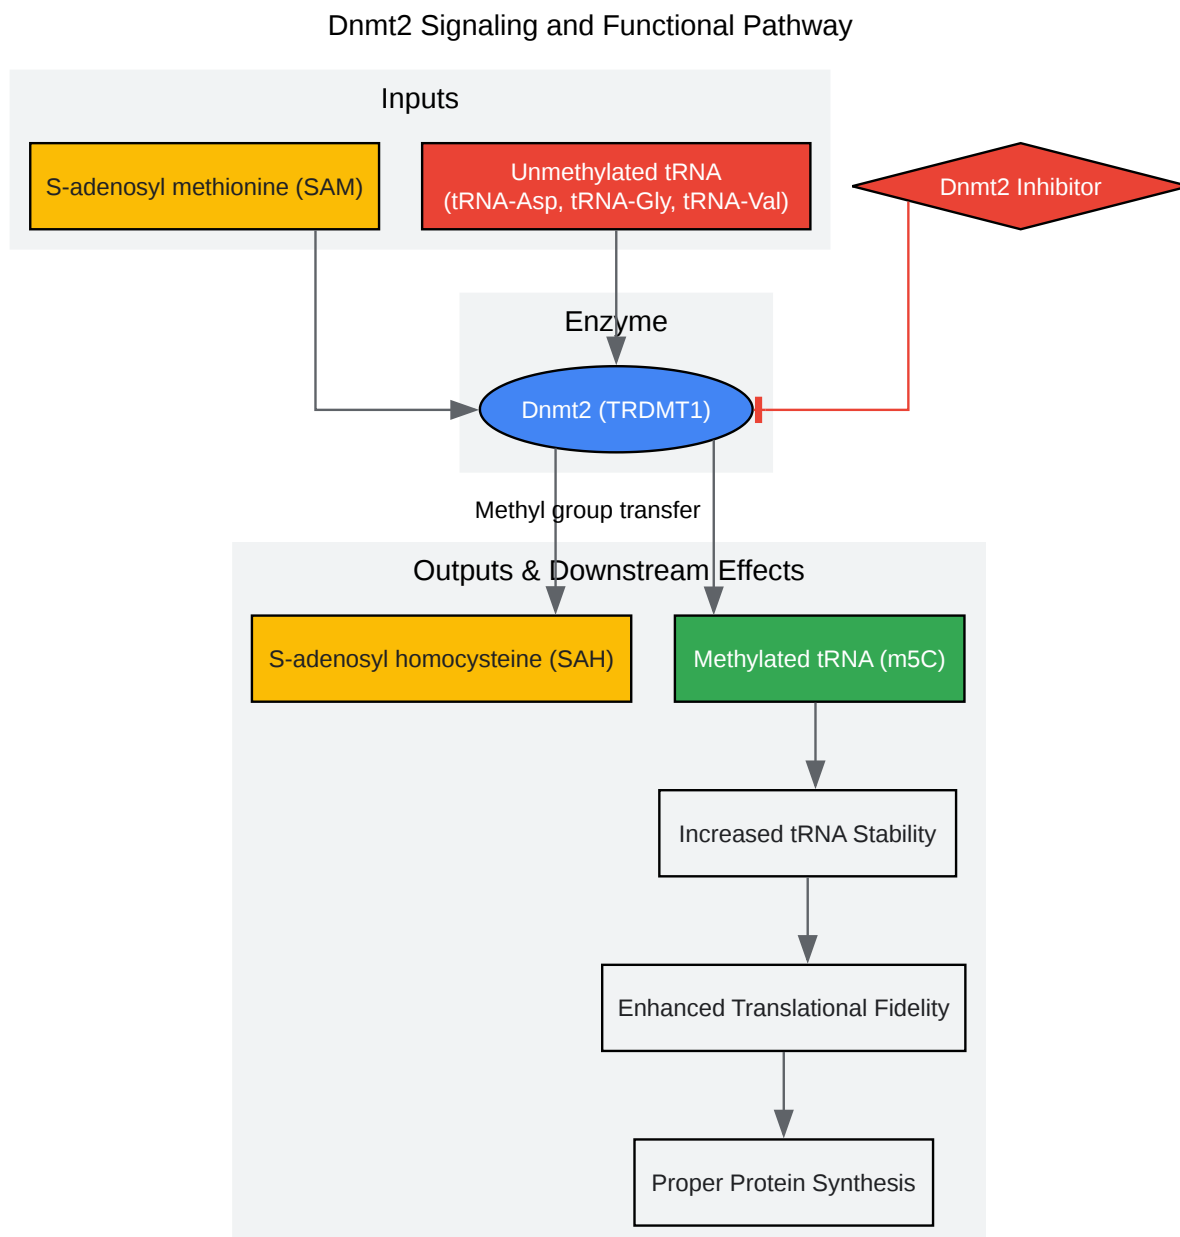 Dnmt2 Signaling and Functional Pathway
Inputs
S-adenosyl methionine (SAM)
Unmethylated tRNA
(tRNA-Asp, tRNA-Gly, tRNA-Val)
Dnmt2 Inhibitor
Enzyme
Dnmt2 (TRDMT1)
Methyl group transfer
Outputs & Downstream Effects
S-adenosyl homocysteine (SAH)
Methylated tRNA (m5C)
Increased tRNA Stability
Enhanced Translational Fidelity
Proper Protein Synthesis